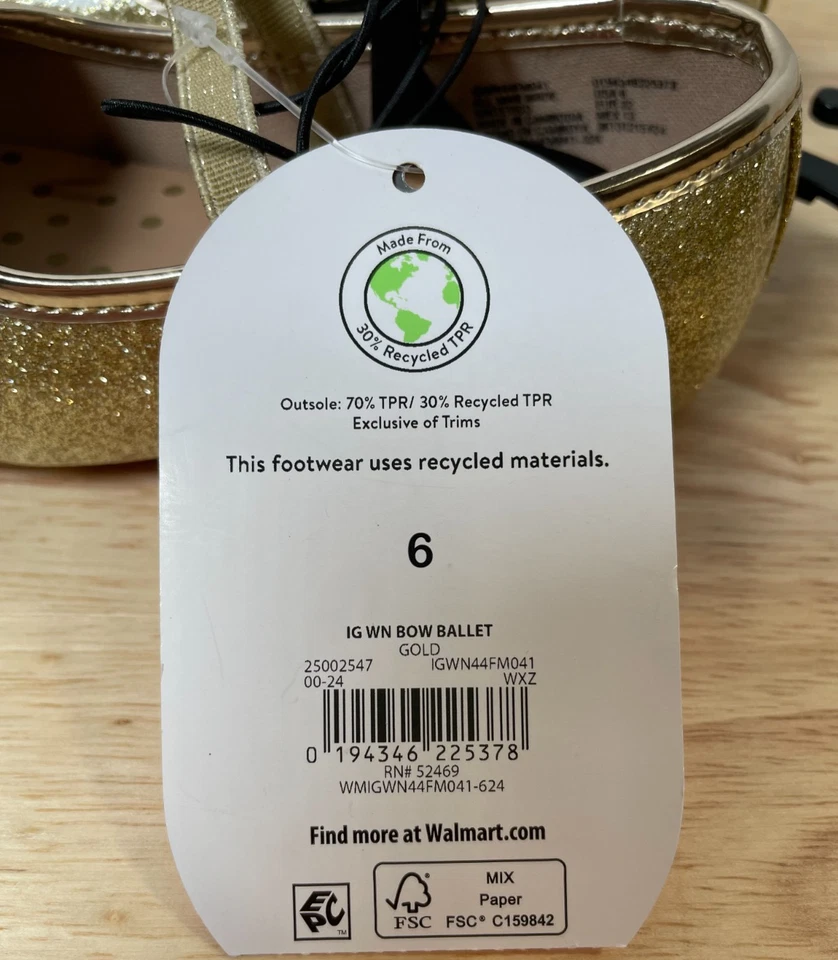 Made From
30% Recycled TPR
Outsole: 70% TPR/ 30% Recycled TPR
Exclusive of Trims
This footwear uses recycled materials.
6
IG WN BOW BALLET
GOLD
25002547 IGWN44FM041
00-24 WXZ
0 194346 225378
RN# 52469
WMIGWN44FM041-624
Find more at Walmart.com
EPC TM
FSC®
MIX
Paper
FSC® C159842